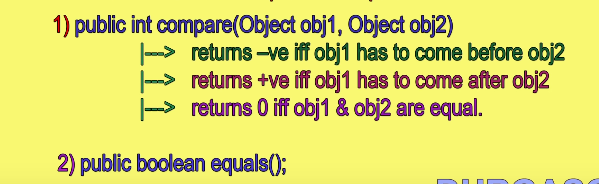 1) public int compare(Object obj1, Object obj2)
|--> returns –ve iff obj1 has to come before obj2
|--> returns +ve iff obj1 has to come after obj2
|--> returns 0 iff obj1 & obj2 are equal.
2) public boolean equals();